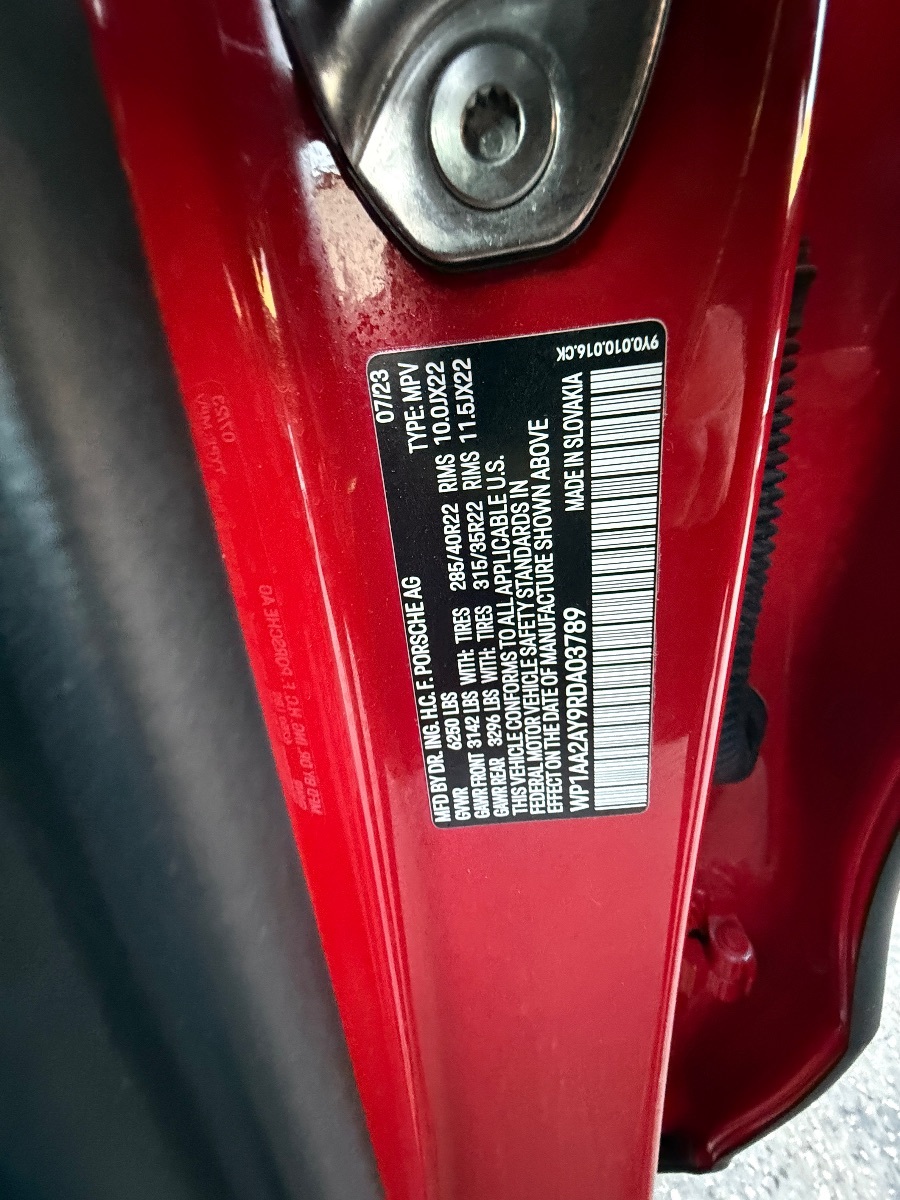 MFD BY DR. ING. H.C. F. PORSCHE AG 07/23
GVWR 6250 LBS TYPE: MPV
GAWR FRONT 3142 LBS WITH: TIRES 285/40R22 RIMS 10.0JX22
GAWR REAR 3296 LBS WITH: TIRES 315/35R22 RIMS 11.5JX22
THIS VEHICLE CONFORMS TO ALL APPLICABLE U.S.
FEDERAL MOTOR VEHICLE SAFETY STANDARDS IN
EFFECT ON THE DATE OF MANUFACTURE SHOWN ABOVE
WP1AA2AY9RDA03789 MADE IN SLOVAKIA
9Y0.010.016.CK